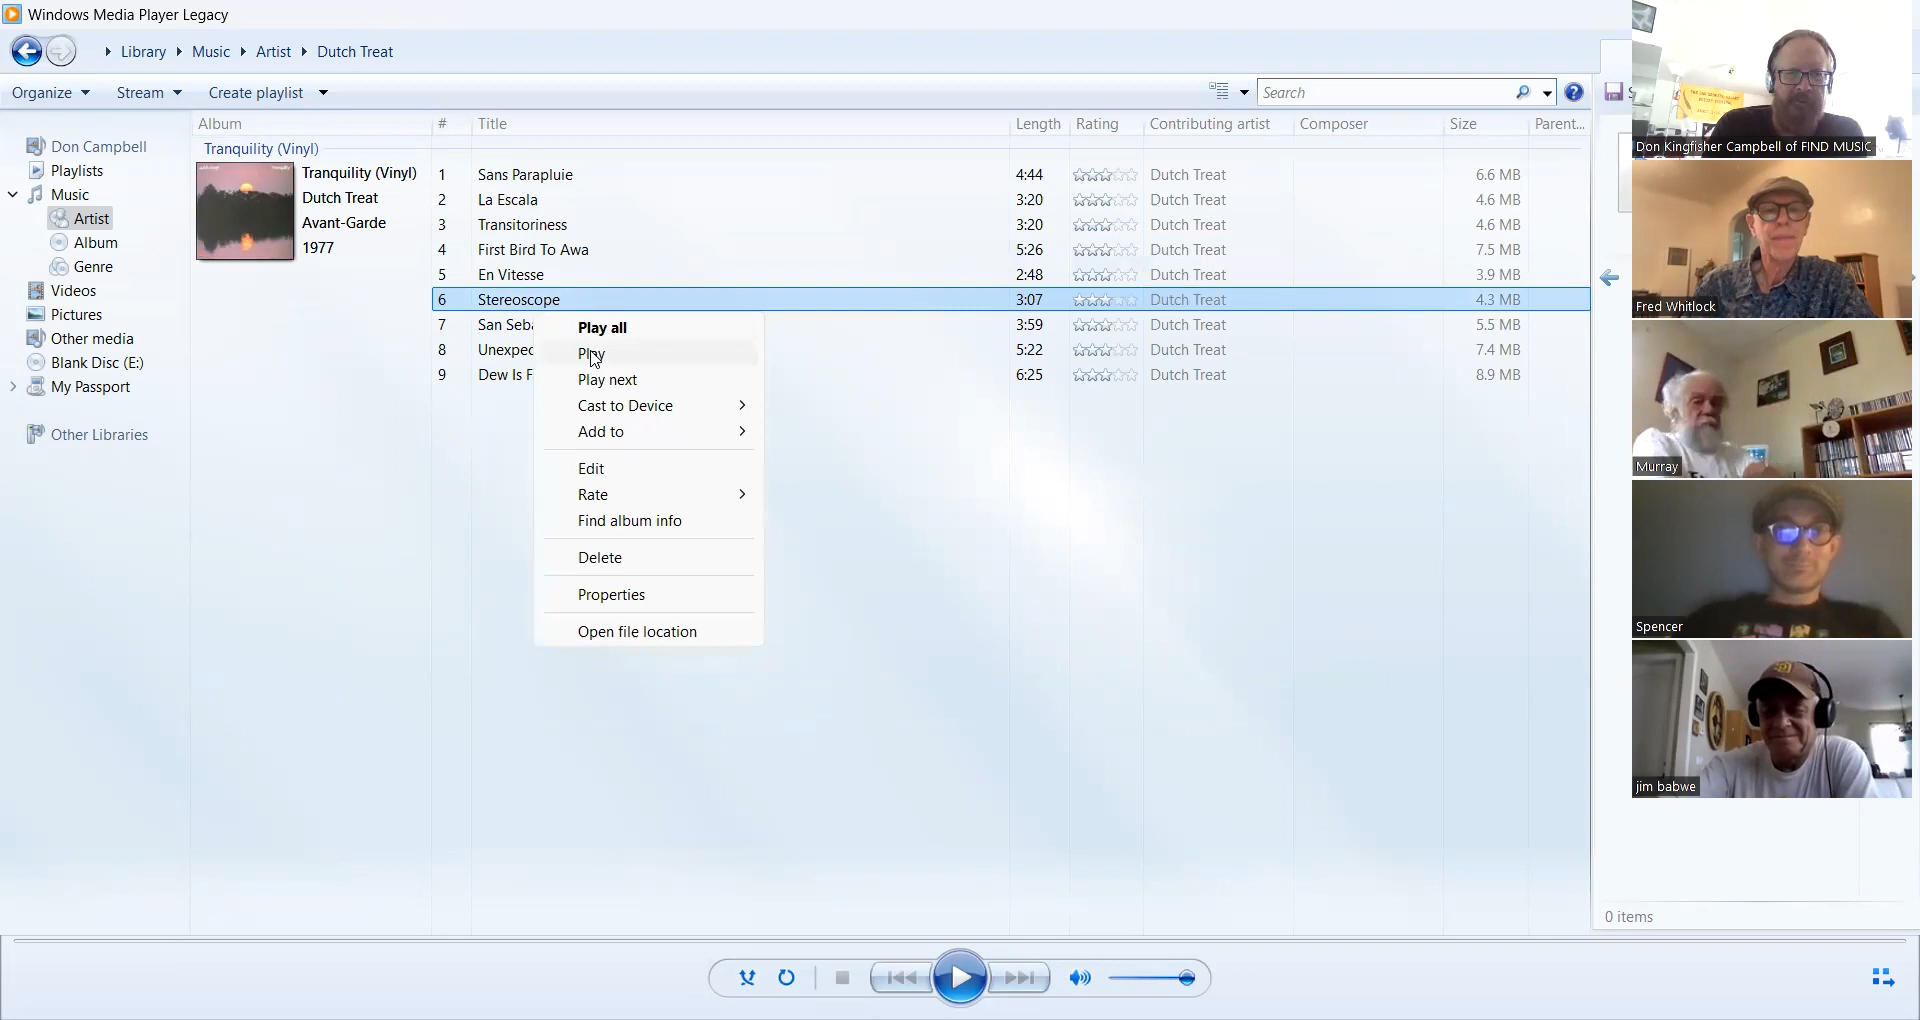 Windows Media Player Legacy
Library Music Artist Dutch Treat
Organize Stream Create playlist
Search
Album # Title Length Rating Contributing artist Composer Size Parent...
Don Campbell
Playlists
Music
Artist
Album
Genre
Videos
Pictures
Other media
Blank Disc (E:)
My Passport
Other Libraries
Tranquility (Vinyl)
Tranquility (Vinyl)
Dutch Treat
Avant-Garde
1977
1 Sans Parapluie 4:44 Dutch Treat 6.6 MB
2 La Escala 3:20 Dutch Treat 4.6 MB
3 Transitoriness 3:20 Dutch Treat 4.6 MB
4 First Bird To Awa 5:26 Dutch Treat 7.5 MB
5 En Vitesse 2:48 Dutch Treat 3.9 MB
6 Stereoscope 3:07 Dutch Treat 4.3 MB
7 San Seba 3:59 Dutch Treat 5.5 MB
8 Unexpec 5:22 Dutch Treat 7.4 MB
9 Dew Is F 6:25 Dutch Treat 8.9 MB
Play all
Play
Play next
Cast to Device
Add to
Edit
Rate
Find album info
Delete
Properties
Open file location
Don Kingfisher Campbell of FIND MUSIC
Fred Whitlock
Murray
Spencer
jim babwe
0 items